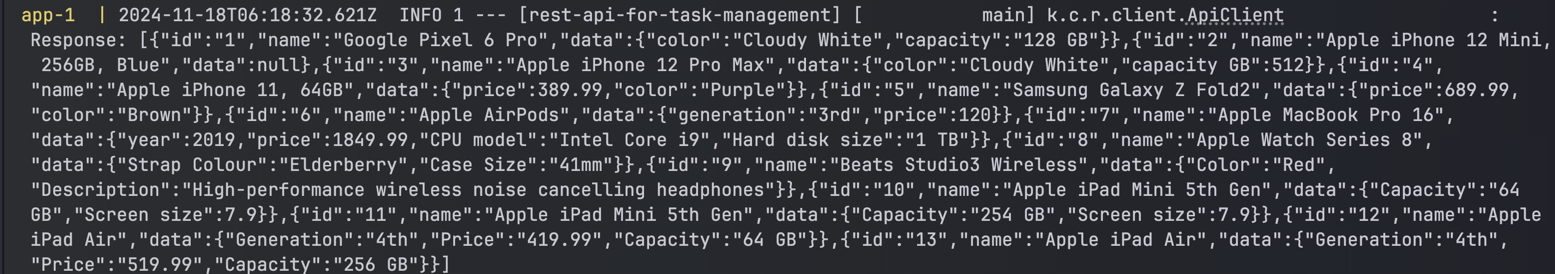 app-1  | 2024-11-18T06:18:32.621Z  INFO 1 --- [rest-api-for-task-management] [           main] k.c.r.client.ApiClient                   :
Response: [{"id":"1","name":"Google Pixel 6 Pro","data":{"color":"Cloudy White","capacity":"128 GB"}},{"id":"2","name":"Apple iPhone 12 Mini,
256GB, Blue","data":null},{"id":"3","name":"Apple iPhone 12 Pro Max","data":{"color":"Cloudy White","capacity GB":512}},{"id":"4",
"name":"Apple iPhone 11, 64GB","data":{"price":389.99,"color":"Purple"}},{"id":"5","name":"Samsung Galaxy Z Fold2","data":{"price":689.99,
"color":"Brown"}},{"id":"6","name":"Apple AirPods","data":{"generation":"3rd","price":120}},{"id":"7","name":"Apple MacBook Pro 16",
"data":{"year":2019,"price":1849.99,"CPU model":"Intel Core i9","Hard disk size":"1 TB"}},{"id":"8","name":"Apple Watch Series 8",
"data":{"Strap Colour":"Elderberry","Case Size":"41mm"}},{"id":"9","name":"Beats Studio3 Wireless","data":{"Color":"Red",
"Description":"High-performance wireless noise cancelling headphones"}},{"id":"10","name":"Apple iPad Mini 5th Gen","data":{"Capacity":"64
GB","Screen size":7.9}},{"id":"11","name":"Apple iPad Mini 5th Gen","data":{"Capacity":"254 GB","Screen size":7.9}},{"id":"12","name":"Apple
iPad Air","data":{"Generation":"4th","Price":"419.99","Capacity":"64 GB"}},{"id":"13","name":"Apple iPad Air","data":{"Generation":"4th",
"Price":"519.99","Capacity":"256 GB"}}]